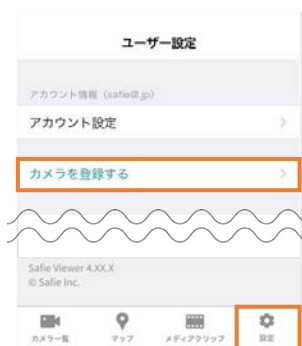 ユーザー設定
アカウント情報 (safie@.jp)
アカウント設定
カメラを登録する
Safie Viewer 4.XX.X
© Safie Inc.
カメラ一覧 マップ メディアクリップ 設定